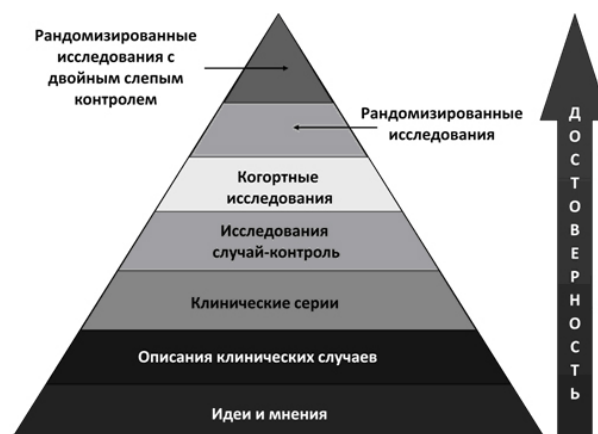 Рандомизированные
исследования с
двойным слепым
контролем
Рандомизированные
исследования
Когортные
исследования
Исследования
случай-контроль
Клинические серии
Описания клинических случаев
Идеи и мнения
ДОСТОВЕРНОСТЬ